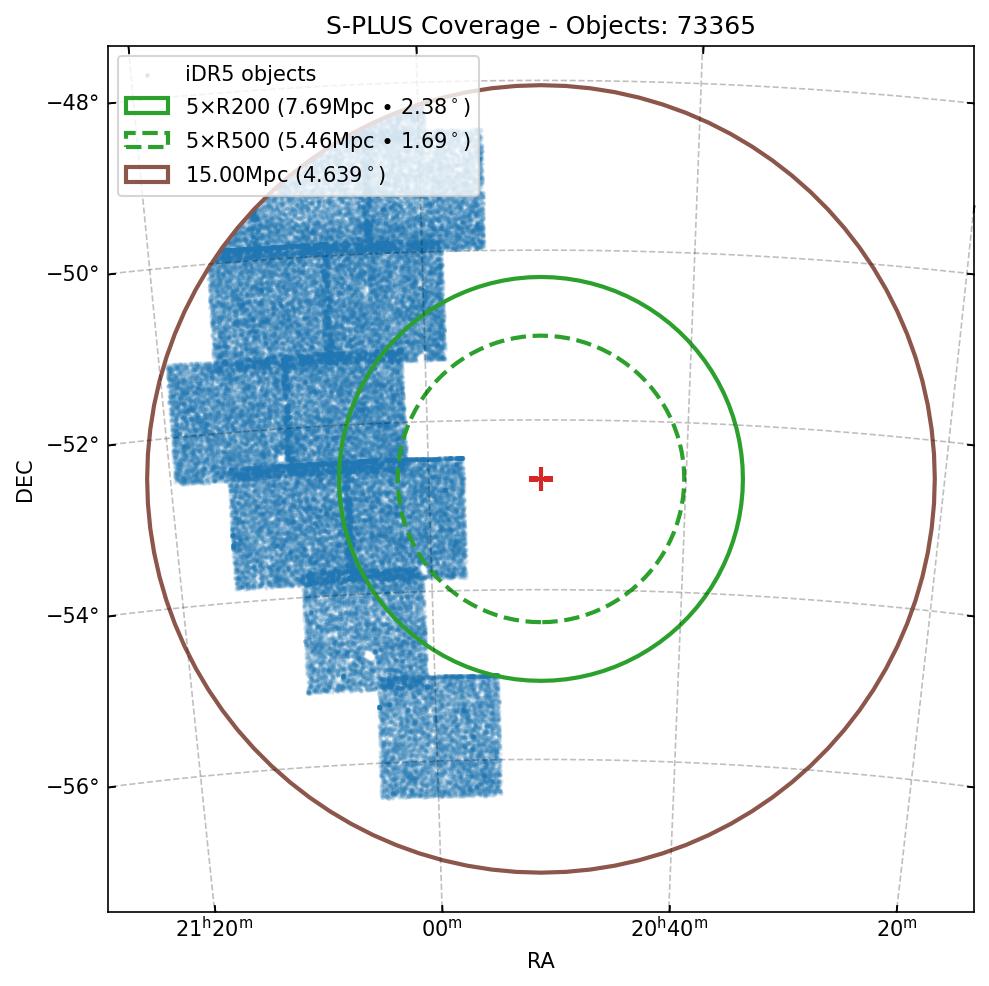 S-PLUS Coverage - Objects: 73365
iDR5 objects
5×R200 (7.69Mpc • 2.38°)
5×R500 (5.46Mpc • 1.69°)
15.00Mpc (4.639°)
−48°
−50°
−52°
−54°
−56°
DEC
21ʰ20ᵐ 00ᵐ 20ʰ40ᵐ 20ᵐ
RA